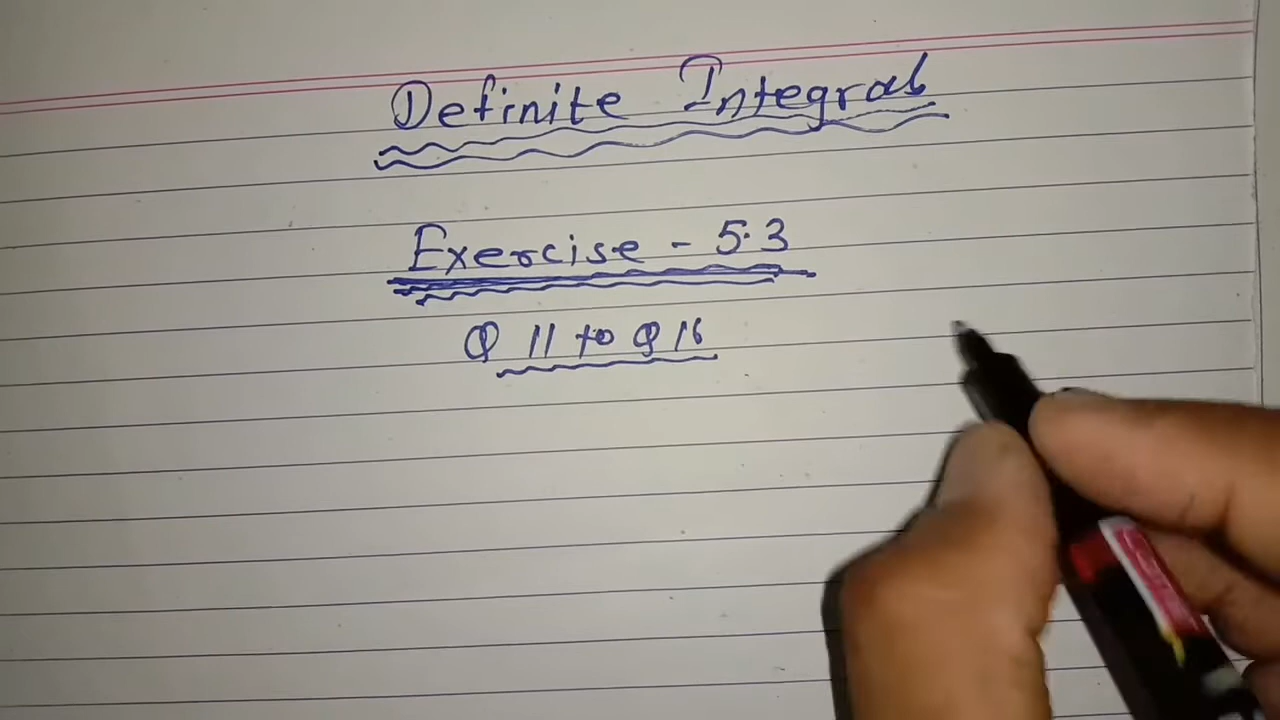 Definite Integral
Exercise - 5.3
Q 11 to Q 16